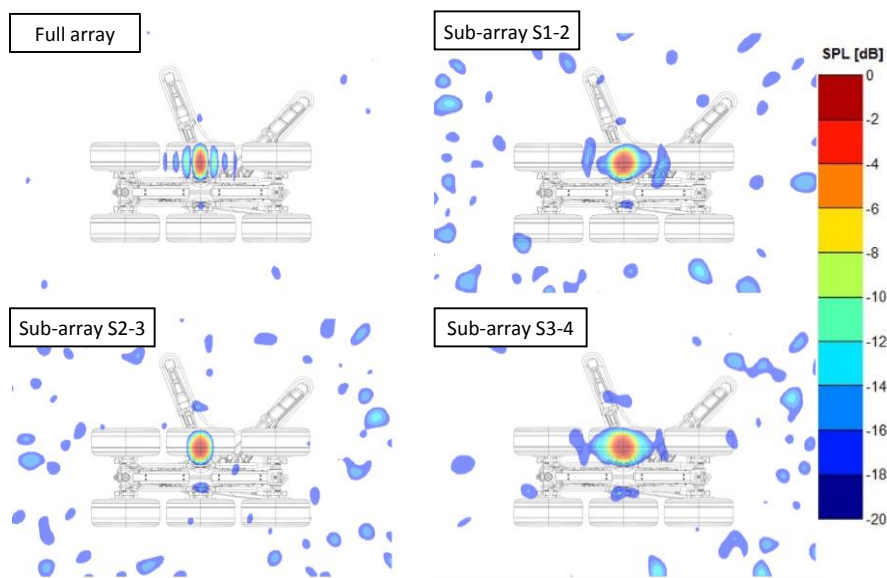 Full array
Sub-array S1-2
SPL [dB]
0
-2
-4
-6
-8
-10
-12
-14
-16
-18
-20
Sub-array S2-3
Sub-array S3-4